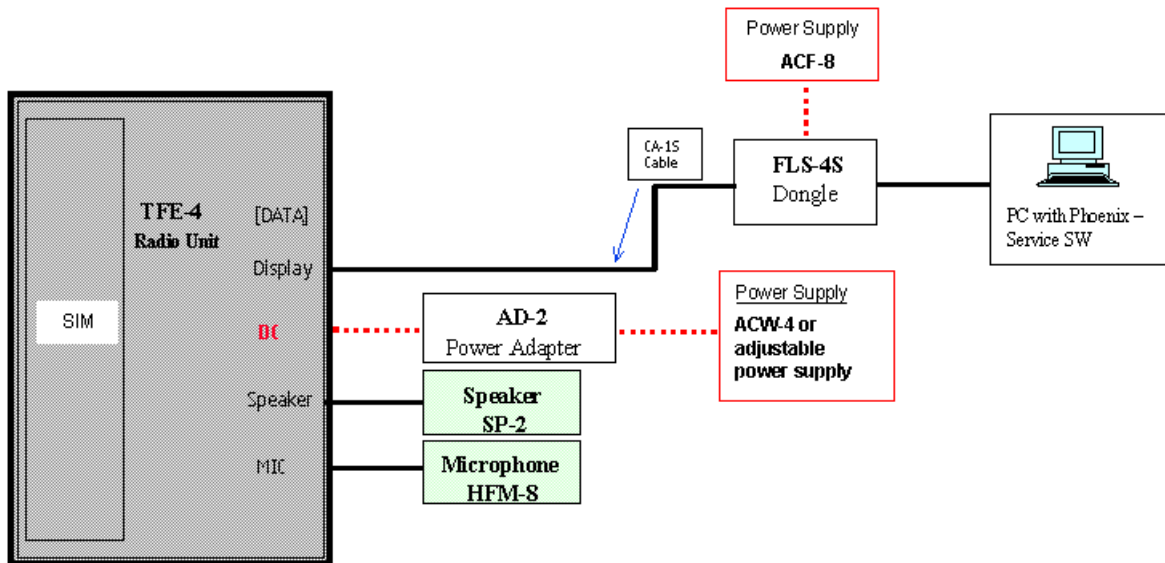 Power Supply
ACF-8
CA-1S
Cable
FLS-4S
Dongle
PC with Phoenix –
Service SW
TFE-4
Radio Unit
[DATA]
Display
SIM
DC
AD-2
Power Adapter
Power Supply
ACW-4 or
adjustable
power supply
Speaker
Speaker
SP-2
MIC
Microphone
HFM-8